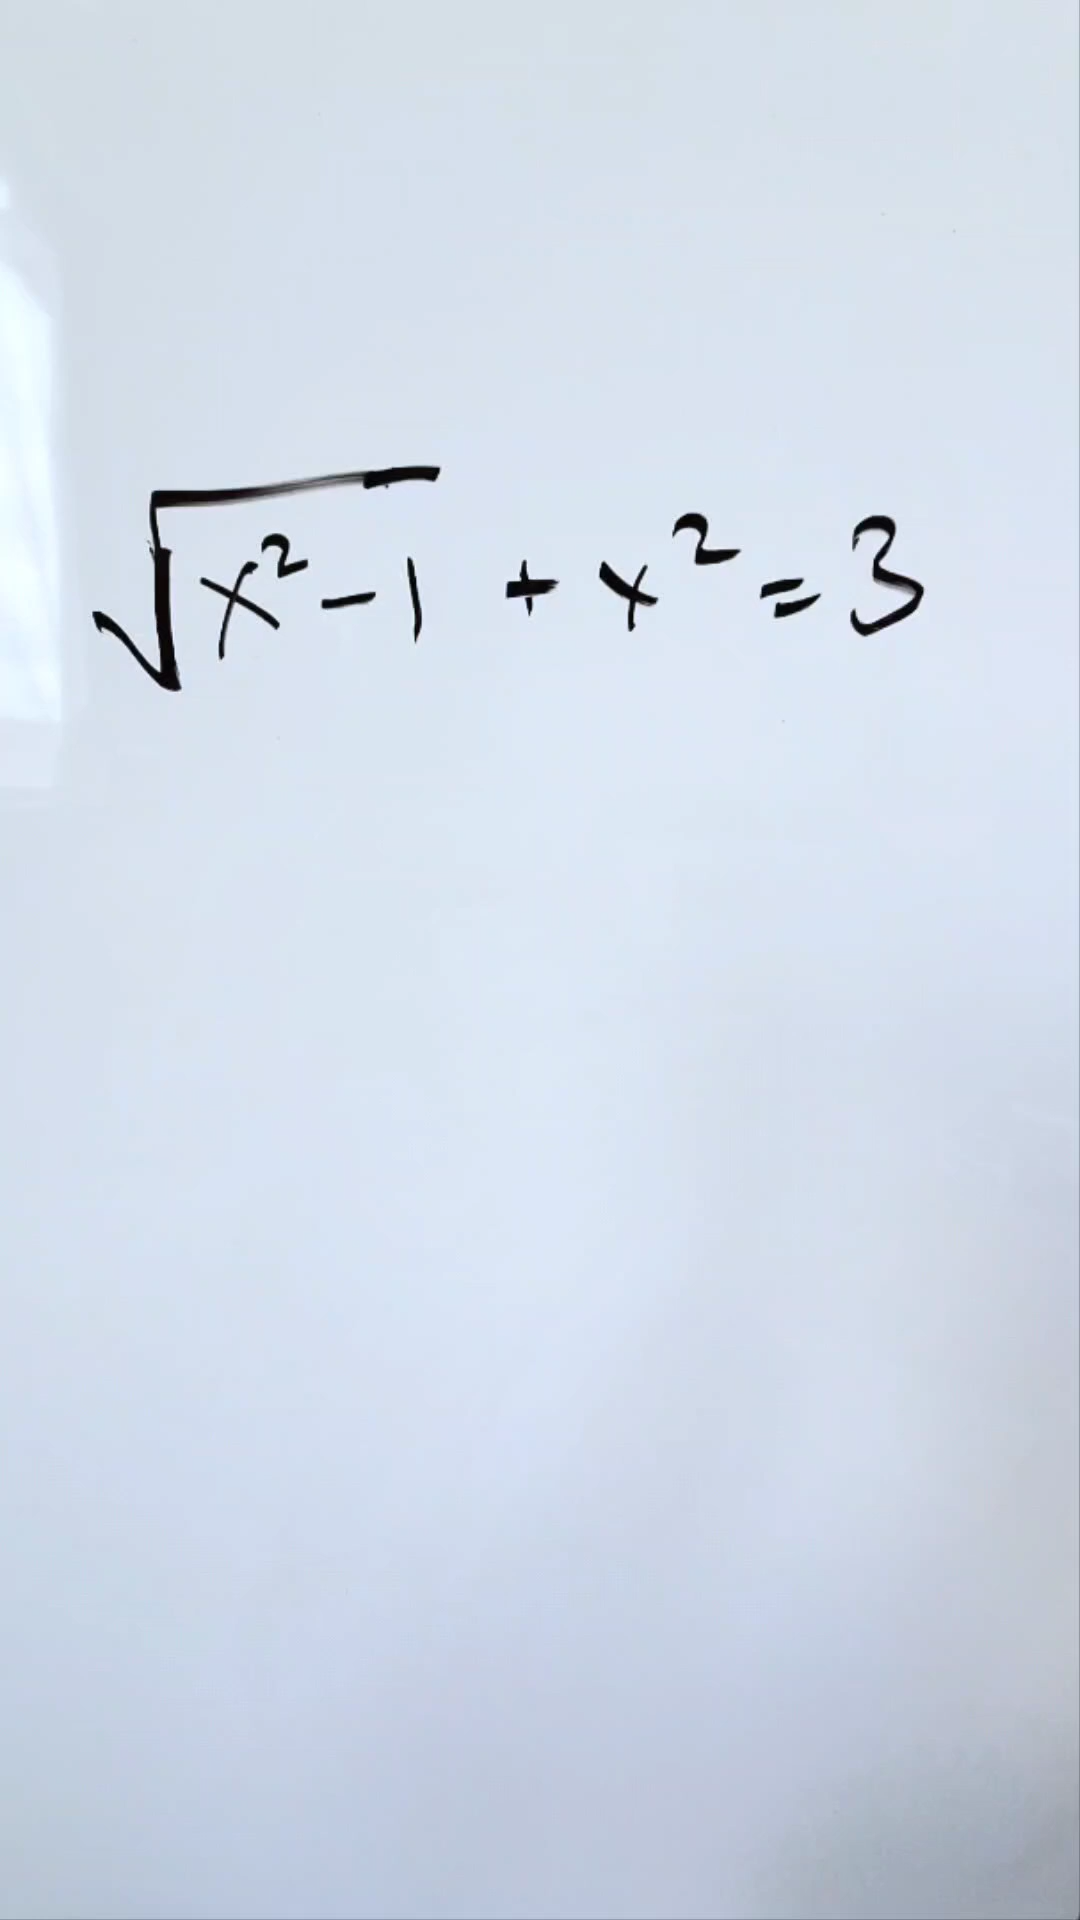 √(x²-1) + x² = 3